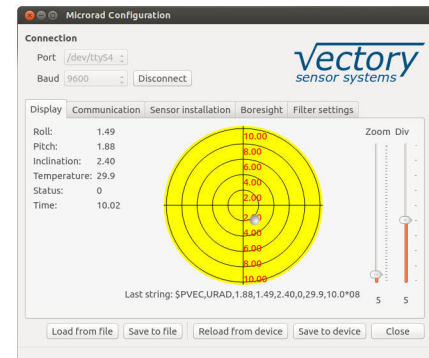 Microrad Configuration
Connection
Port /dev/ttyS4
Baud 9600 Disconnect
Vectory
sensor systems
Display Communication Sensor installation Boresight Filter settings
Roll: 1.49
Pitch: 1.88
Inclination: 2.40
Temperature: 29.9
Status: 0
Time: 10.02
10.00
8.00
6.00
4.00
2.00
2.00
4.00
6.00
8.00
10.00
Zoom Div
5 5
Last string: $PVEC,URAD,1.88,1.49,2.40,0,29.9,10.0*08
Load from file Save to file Reload from device Save to device Close